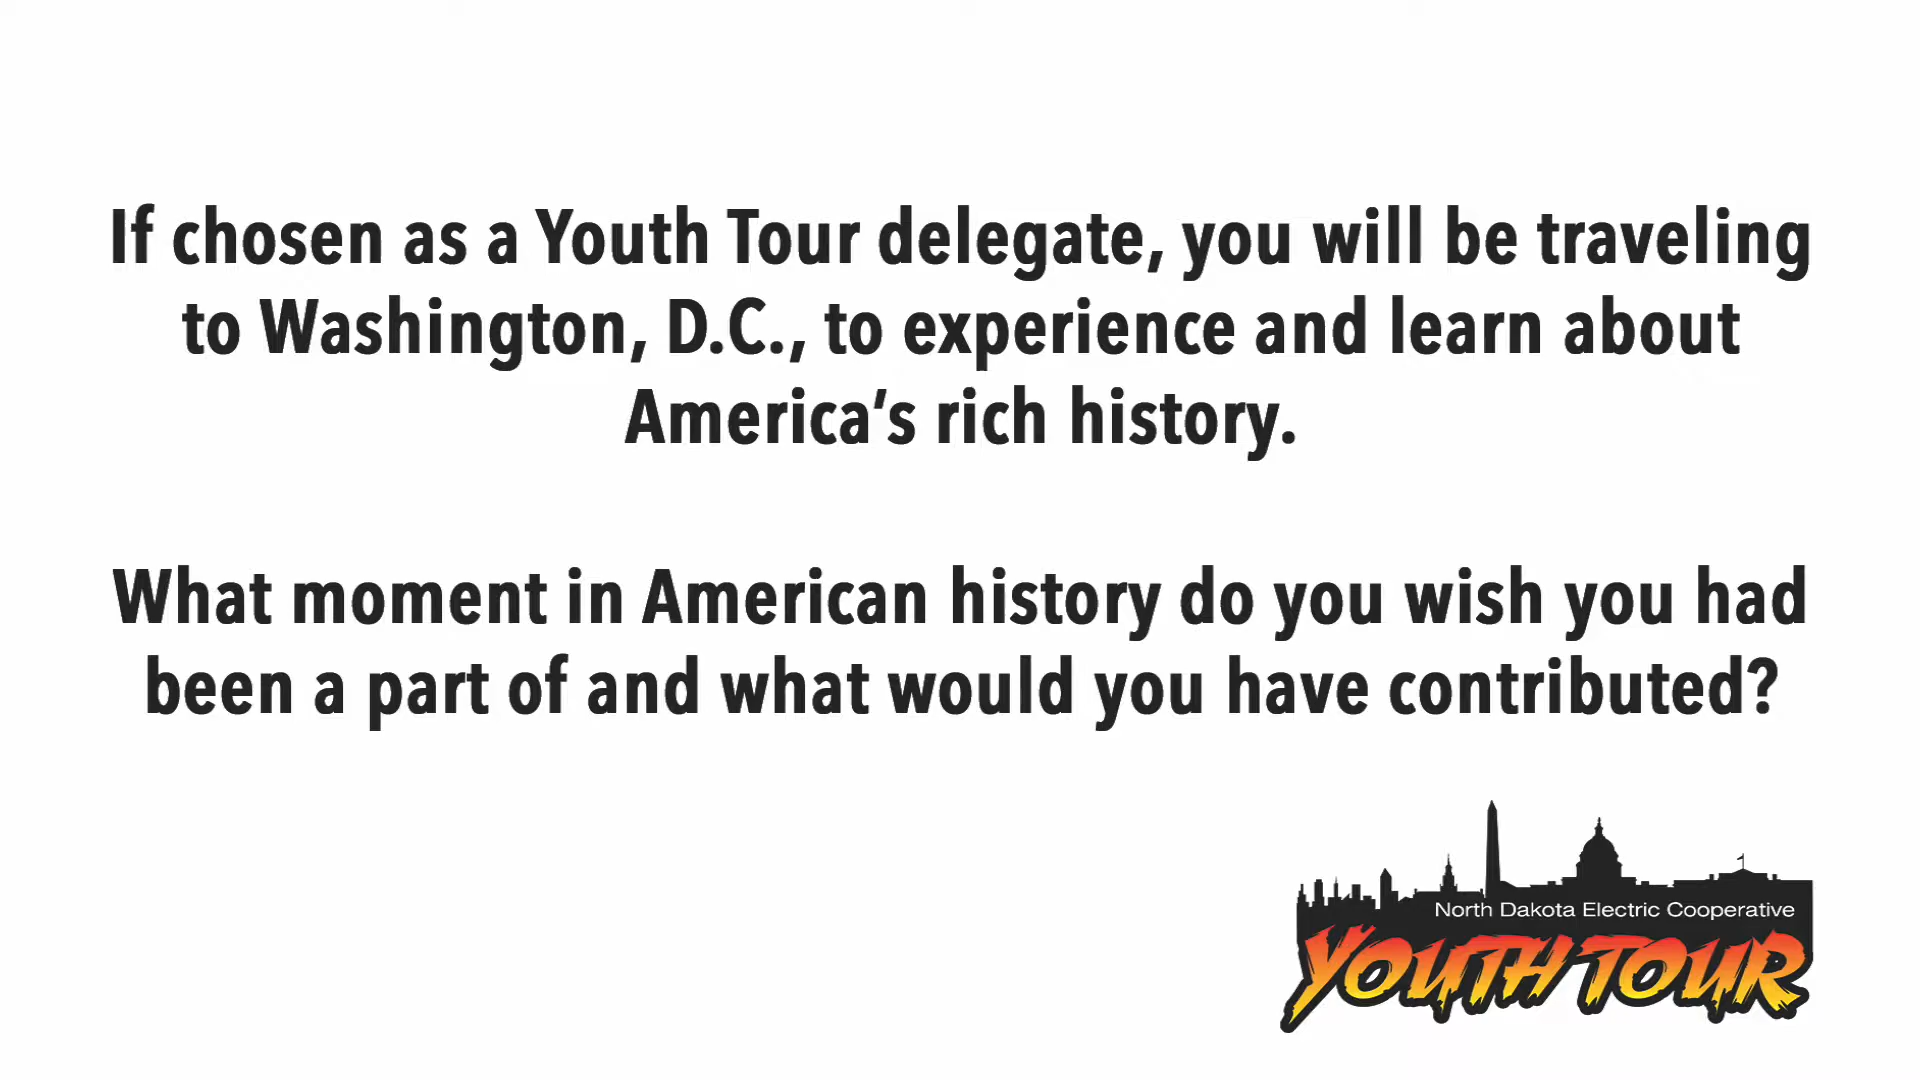 If chosen as a Youth Tour delegate, you will be traveling
to Washington, D.C., to experience and learn about
America's rich history.
What moment in American history do you wish you had
been a part of and what would you have contributed?
North Dakota Electric Cooperative
YOUTH TOUR